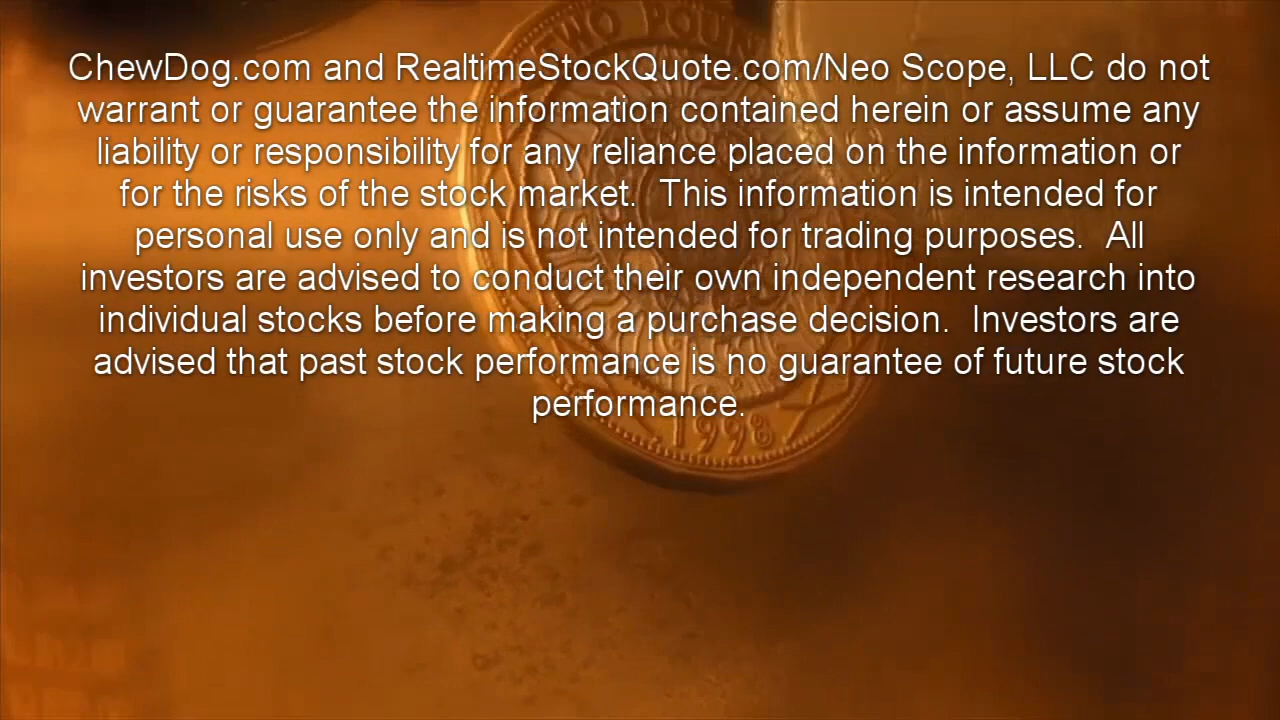 TWO POUN
ChewDog.com and RealtimeStockQuote.com/Neo Scope, LLC do not
warrant or guarantee the information contained herein or assume any
liability or responsibility for any reliance placed on the information or
for the risks of the stock market.  This information is intended for
personal use only and is not intended for trading purposes.  All
investors are advised to conduct their own independent research into
individual stocks before making a purchase decision.  Investors are
advised that past stock performance is no guarantee of future stock
performance.
1998